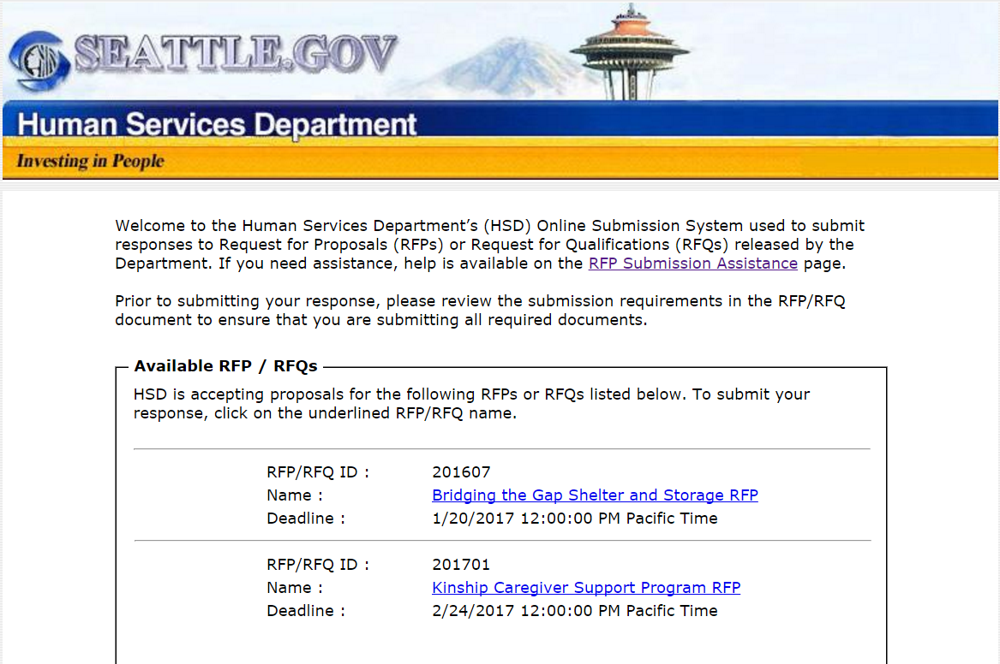 SEATTLE.GOV
Human Services Department
Investing in People
Welcome to the Human Services Department’s (HSD) Online Submission System used to submit
responses to Request for Proposals (RFPs) or Request for Qualifications (RFQs) released by the
Department. If you need assistance, help is available on the RFP Submission Assistance page.
Prior to submitting your response, please review the submission requirements in the RFP/RFQ
document to ensure that you are submitting all required documents.
Available RFP / RFQs
HSD is accepting proposals for the following RFPs or RFQs listed below. To submit your
response, click on the underlined RFP/RFQ name.
RFP/RFQ ID : 201607
Name : Bridging the Gap Shelter and Storage RFP
Deadline : 1/20/2017 12:00:00 PM Pacific Time
RFP/RFQ ID : 201701
Name : Kinship Caregiver Support Program RFP
Deadline : 2/24/2017 12:00:00 PM Pacific Time